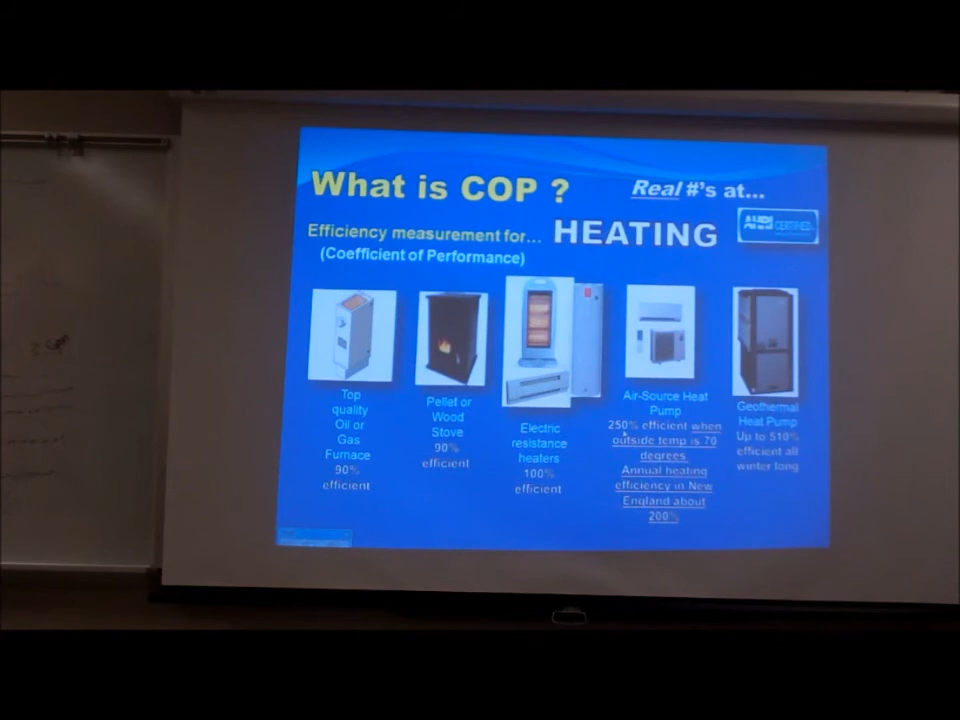 What is COP ?
Real #'s at...
Efficiency measurement for... HEATING
AHRI CERTIFIED
(Coefficient of Performance)
Top
quality
Oil or
Gas
Furnace
90%
efficient
Pellet or
Wood
Stove
90%
efficient
Electric
resistance
heaters
100%
efficient
Air-Source Heat
Pump
250% efficient when
outside temp is 70
degrees.
Annual heating
efficiency in New
England about
200%
Geothermal
Heat Pump
Up to 510%
efficient all
winter long